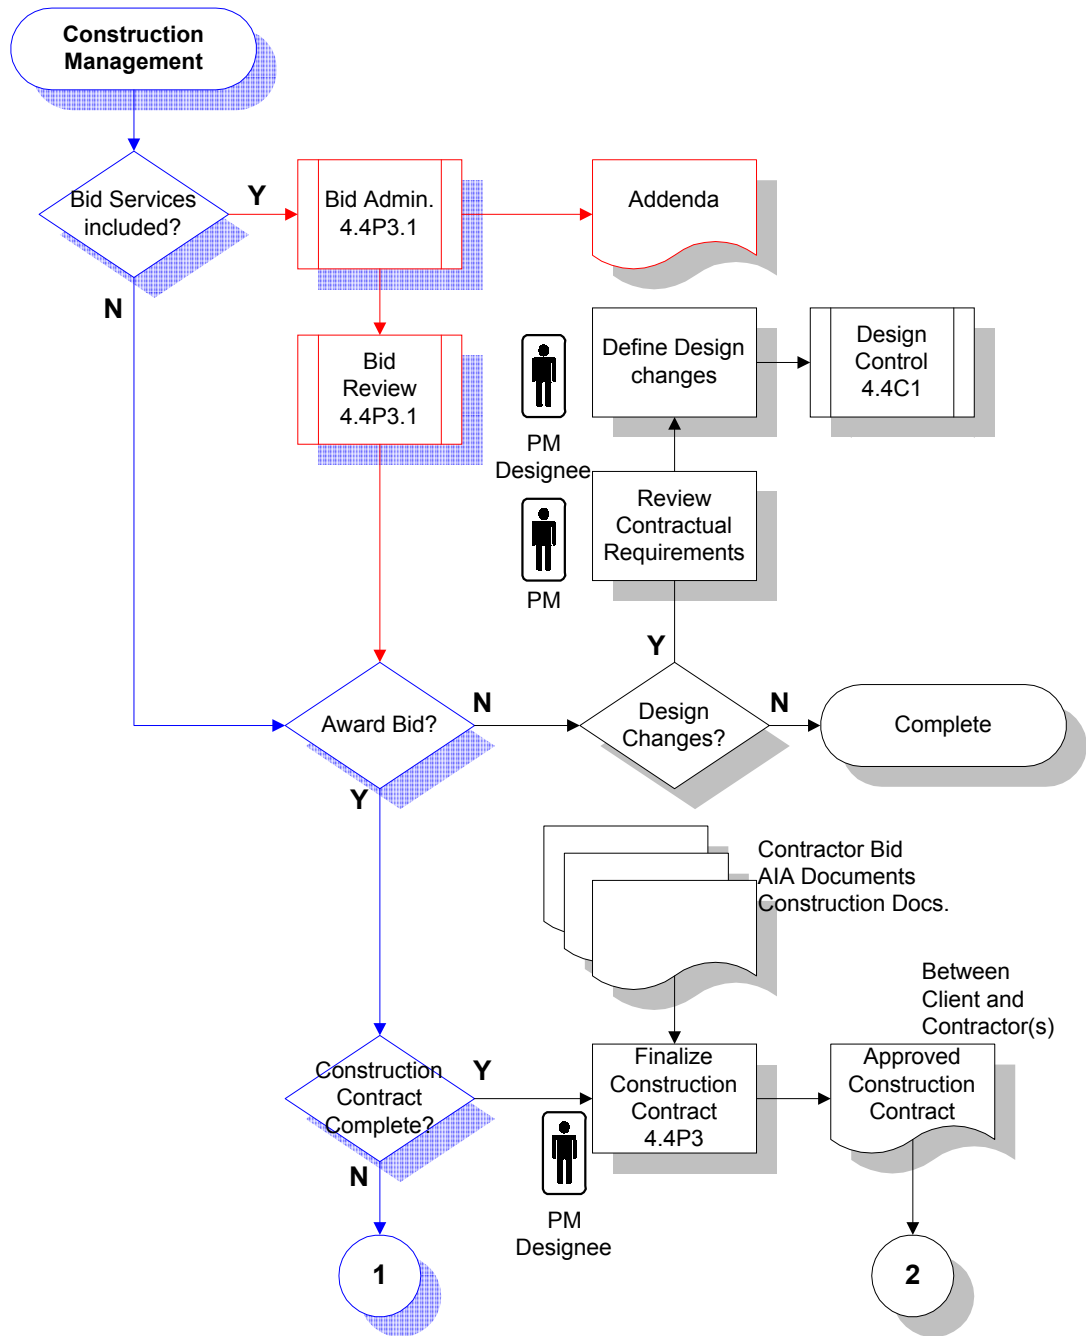 Construction
Management
Bid Services
included?
Y
Bid Admin.
4.4P3.1
Addenda
N
Bid
Review
4.4P3.1
PM
Designee
Define Design
changes
Design
Control
4.4C1
PM
Review
Contractual
Requirements
Y
Award Bid?
N
Design
Changes?
N
Complete
Y
Contractor Bid
AIA Documents
Construction Docs.
Between
Client and
Contractor(s)
Construction
Contract
Complete?
Y
Finalize
Construction
Contract
4.4P3
Approved
Construction
Contract
N
PM
Designee
1
2